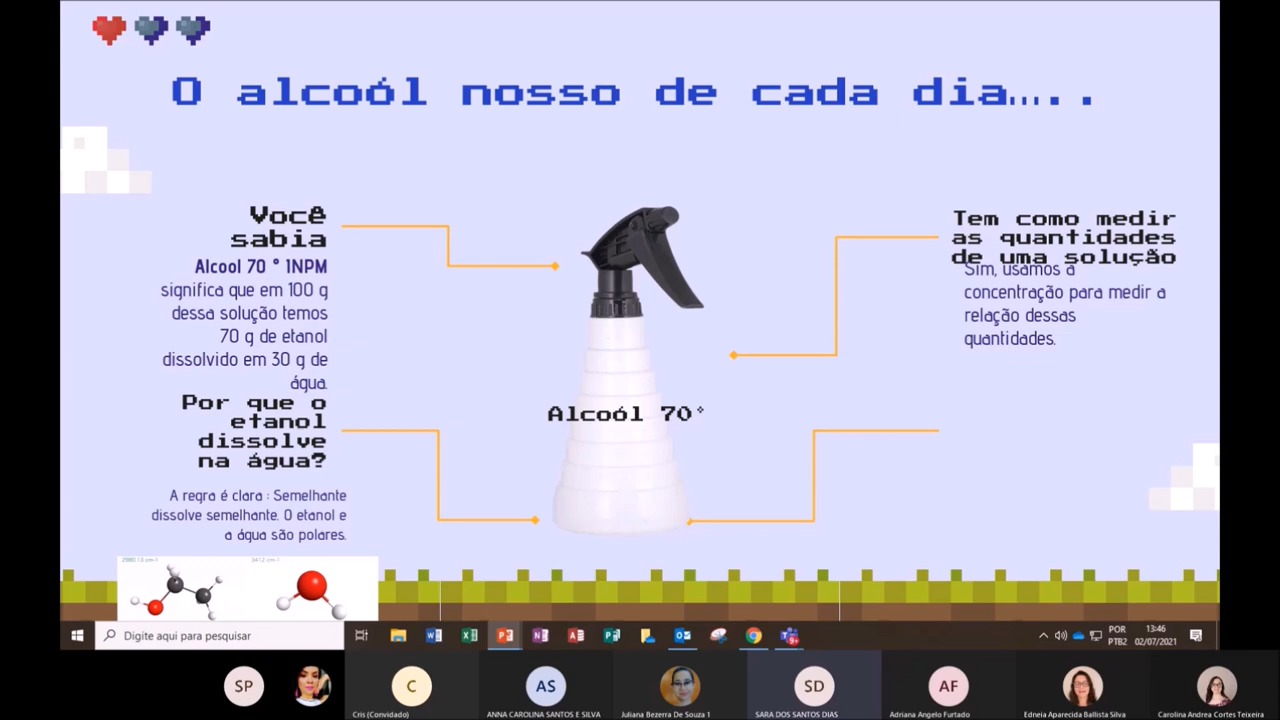 O alcoól nosso de cada dia.....
Você
sabia
Alcool 70 ° INPM
significa que em 100 g
dessa solução temos
70 g de etanol
dissolvido em 30 g de
água.
Por que o
etanol
dissolve
na água?
A regra é clara : Semelhante
dissolve semelhante. O etanol e
a água são polares.
Alcoól 70°
Tem como medir
as quantidades
de uma solução
Sim, usamos a
concentração para medir a
relação dessas
quantidades.
Digite aqui para pesquisar
POR
PTB2
13:46
02/07/2021
SP
C
AS
SD
AF
Cris (Convidado)
ANNA CAROLINA SANTOS E SILVA
Juliana Bezerra De Souza 1
SARA DOS SANTOS DIAS
Adriana Angelo Furtado
Edneia Aparecida Ballista Silva
Carolina Andrea Cortes Teixeira